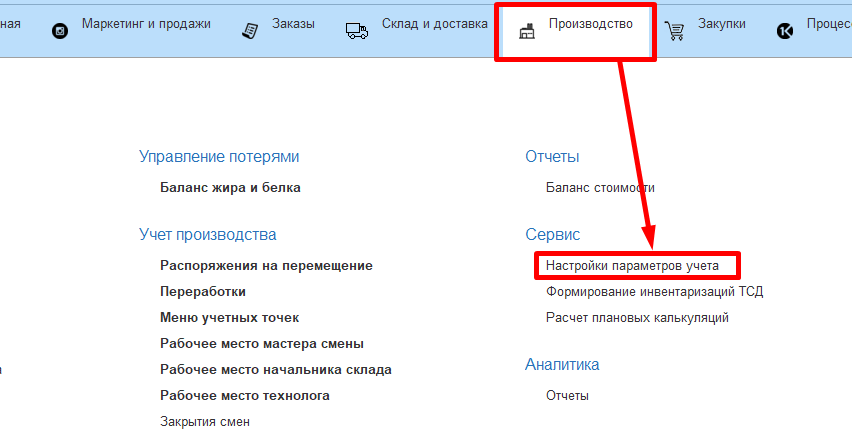 ная
Маркетинг и продажи
Заказы
Склад и доставка
Производство
Закупки
Процес
Управление потерями
Баланс жира и белка
Учет производства
Распоряжения на перемещение
Переработки
Меню учетных точек
Рабочее место мастера смены
Рабочее место начальника склада
Рабочее место технолога
Закрытия смен
Отчеты
Баланс стоимости
Сервис
Настройки параметров учета
Формирование инвентаризаций ТСД
Расчет плановых калькуляций
Аналитика
Отчеты